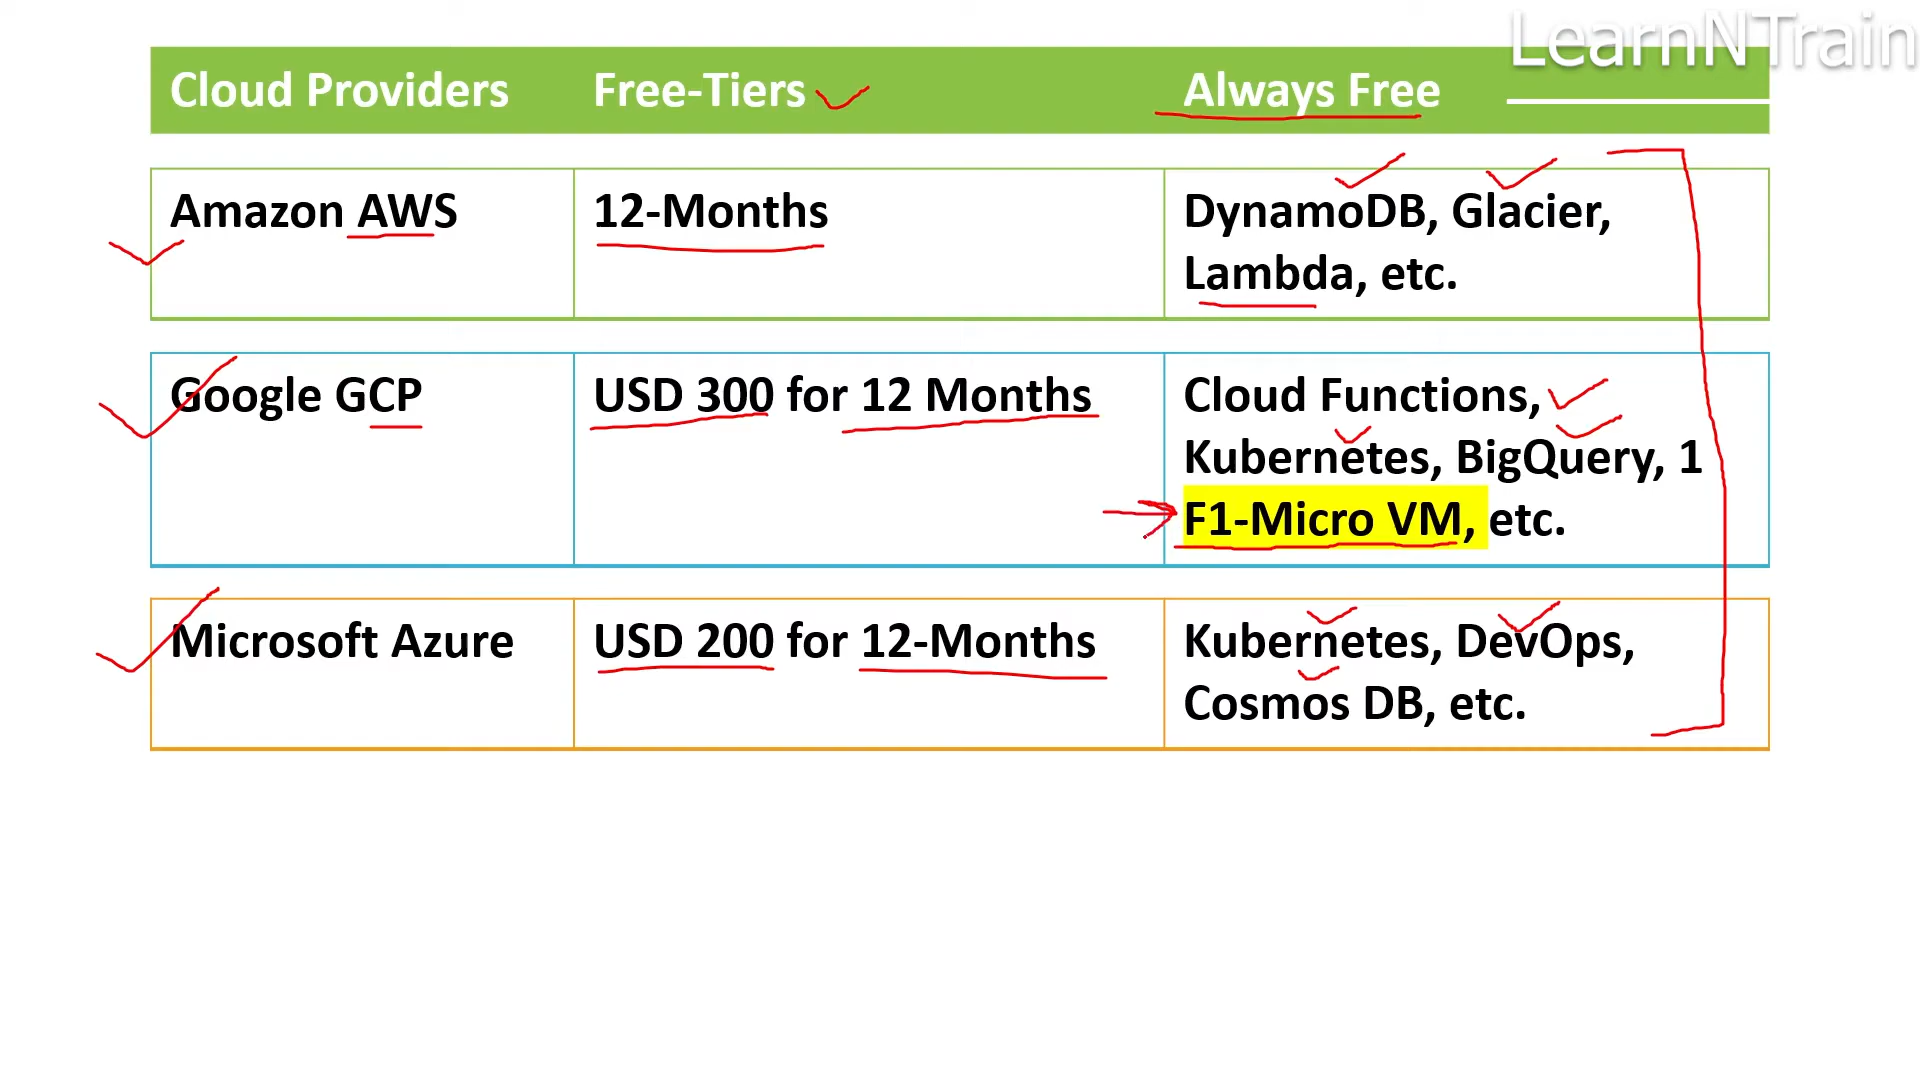 LearnNTrain
Cloud Providers Free-Tiers Always Free
Amazon AWS 12-Months DynamoDB, Glacier,
Lambda, etc.
Google GCP USD 300 for 12 Months Cloud Functions,
Kubernetes, BigQuery, 1
F1-Micro VM, etc.
Microsoft Azure USD 200 for 12-Months Kubernetes, DevOps,
Cosmos DB, etc.